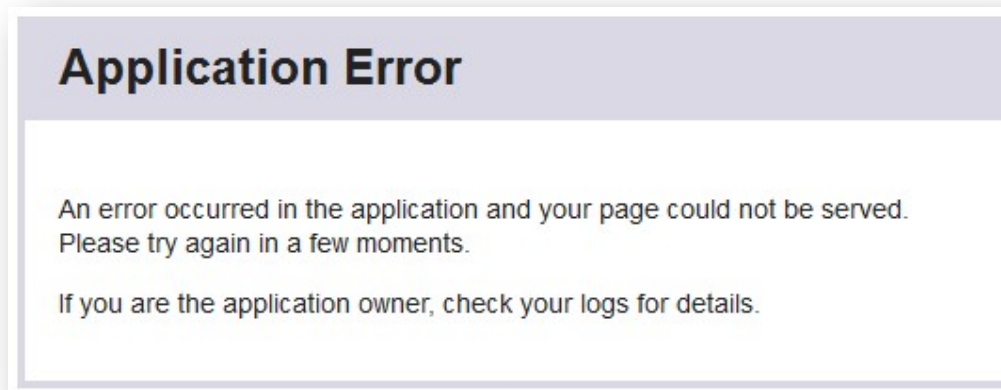 Application Error
An error occurred in the application and your page could not be served.
Please try again in a few moments.
If you are the application owner, check your logs for details.